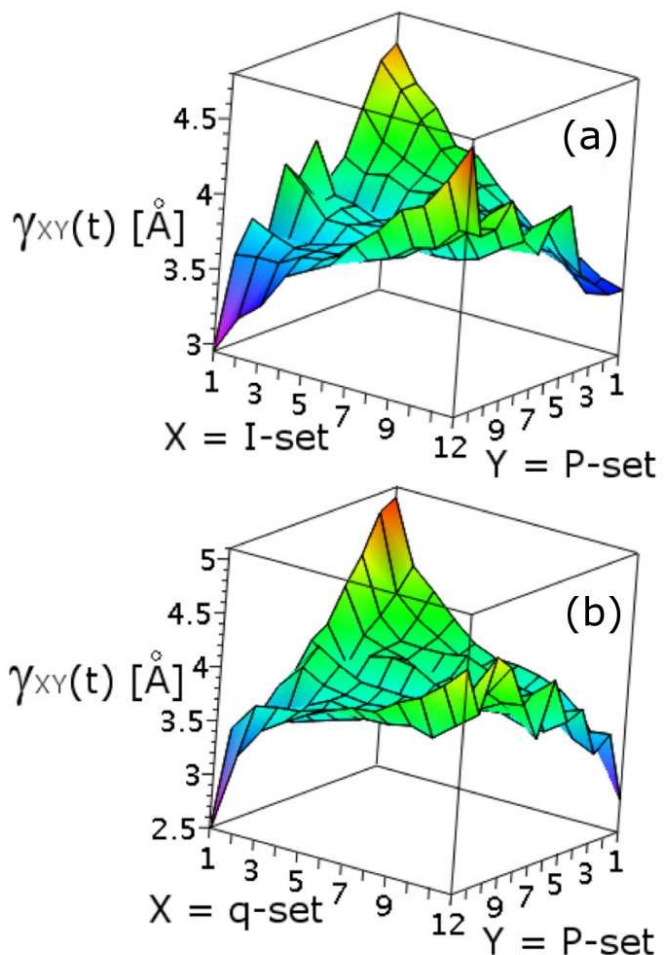 (a)
4.5
4
γXY(t) [Å]
3.5
3
1 3 5 7 9 12
9 7 5 3 1
X = I-set
Y = P-set
(b)
5
4.5
4
γXY(t) [Å]
3.5
3
2.5
1 3 5 7 9 12
9 7 5 3 1
X = q-set
Y = P-set